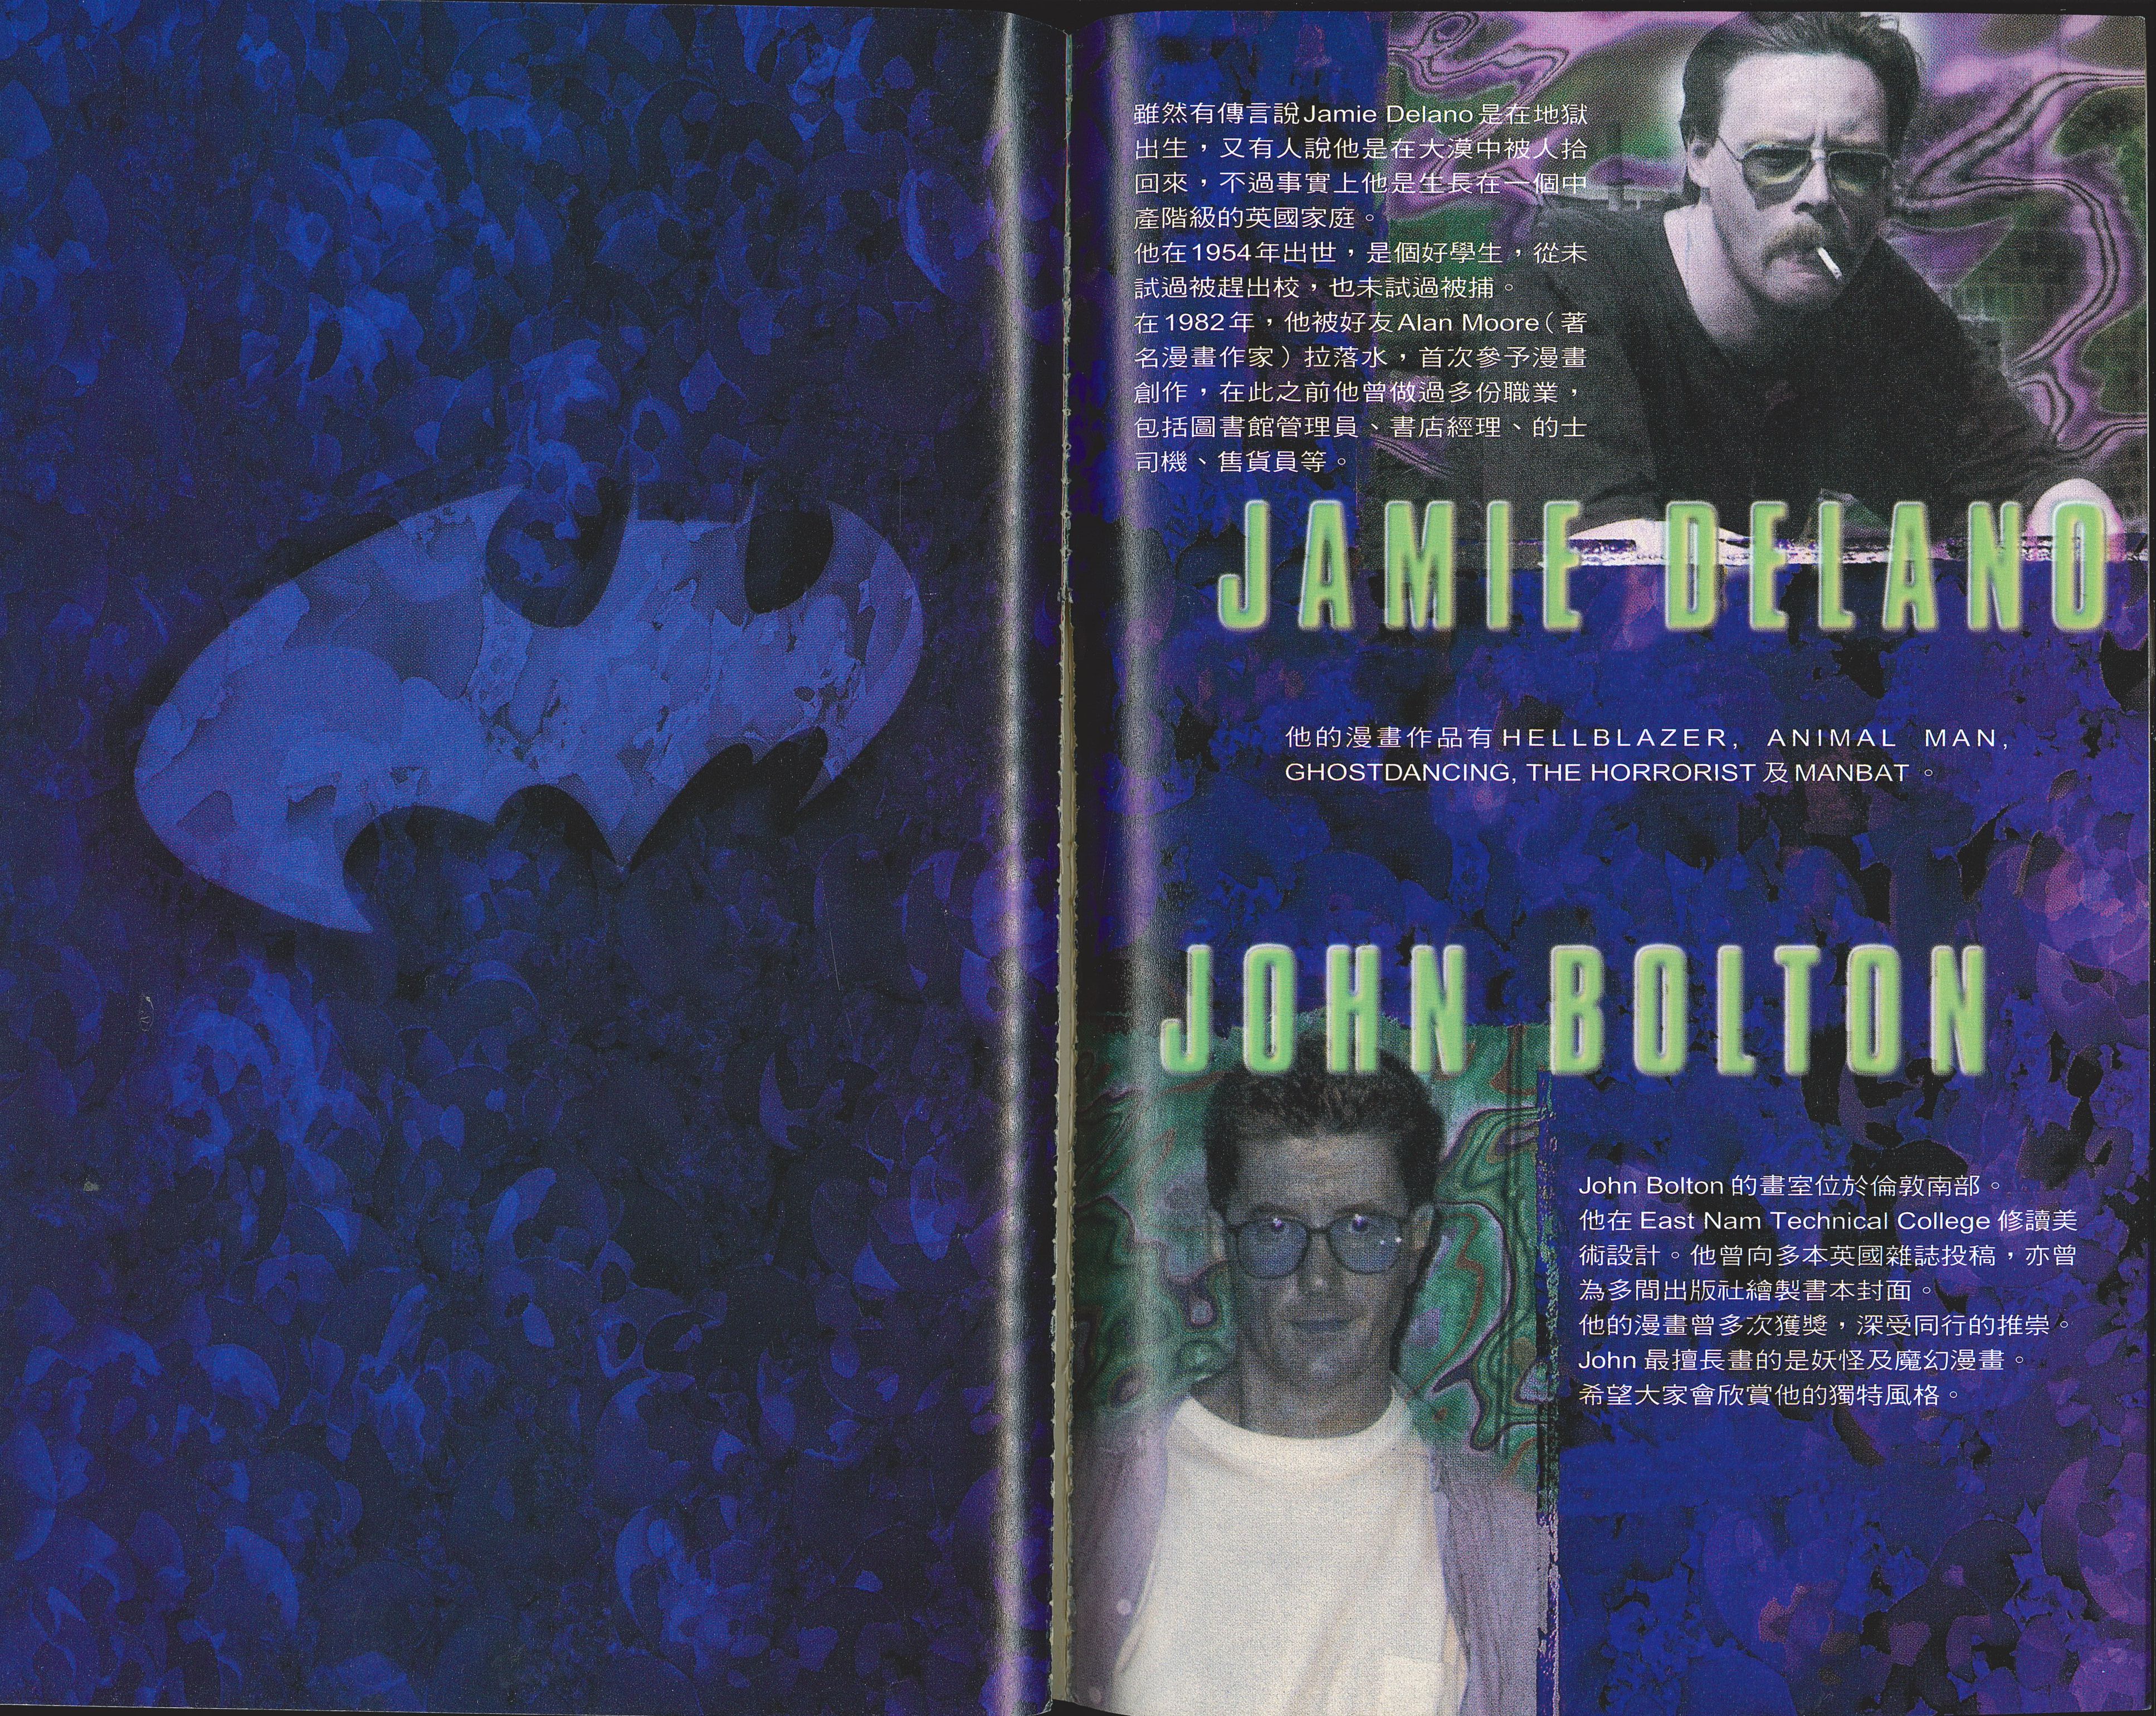 雖然有傳言說Jamie Delano是在地獄
出生，又有人說他是在大漠中被人拾
回來，不過事實上他是生長在一個中
產階級的英國家庭。
他在1954年出世，是個好學生，從未
試過被趕出校，也未試過被捕。
在1982年，他被好友Alan Moore（著
名漫畫作家）拉落水，首次參予漫畫
創作，在此之前他曾做過多份職業，
包括圖書館管理員、書店經理、的士
司機、售貨員等。
JAMIE DELANO
他的漫畫作品有HELLBLAZER, ANIMAL MAN,
GHOSTDANCING, THE HORRORIST及MANBAT。
JOHN BOLTON
John Bolton的畫室位於倫敦南部。
他在East Nam Technical College修讀美
術設計。他曾向多本英國雜誌投稿，亦曾
為多間出版社繪製書本封面。
他的漫畫曾多次獲獎，深受同行的推崇。
John最擅長畫的是妖怪及魔幻漫畫。
希望大家會欣賞他的獨特風格。